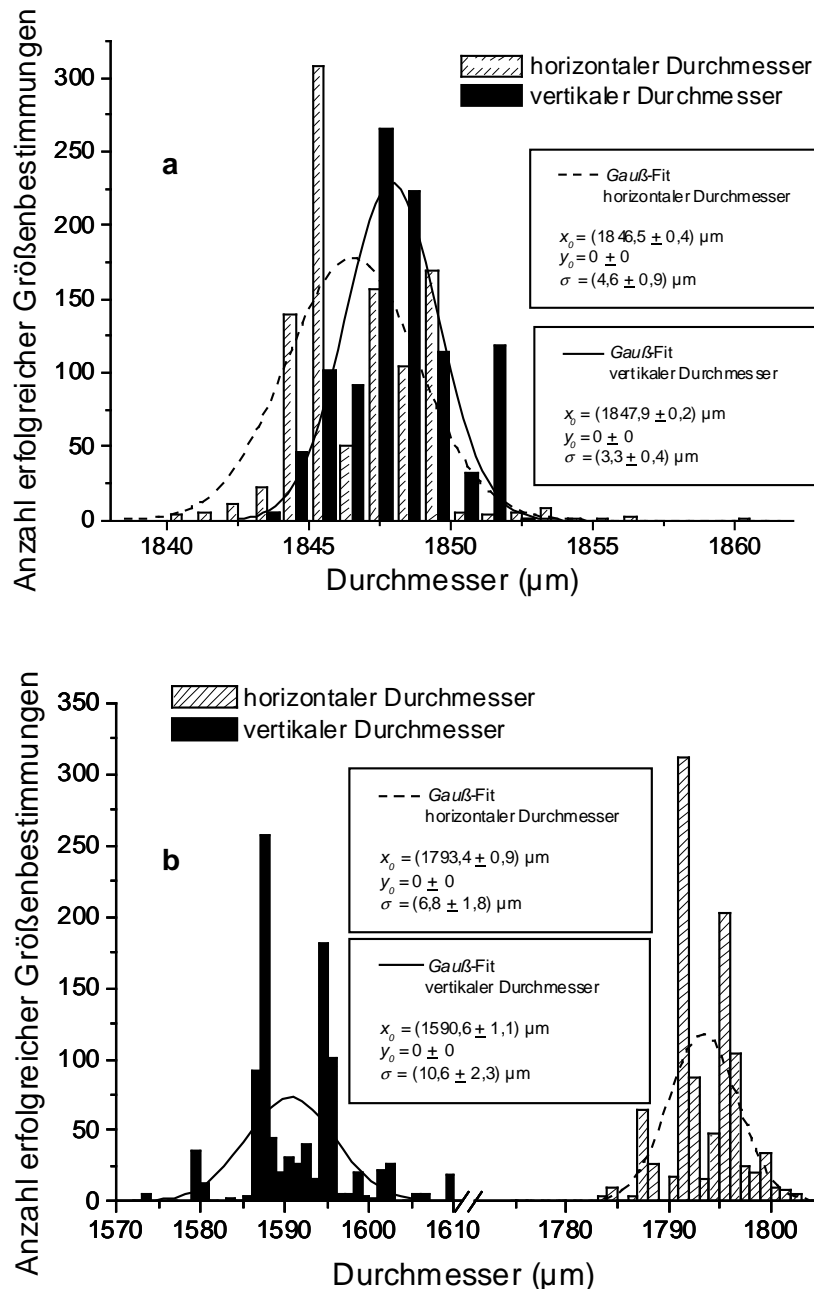 horizontaler Durchmesser
vertikaler Durchmesser
Anzahl erfolgreicher Größenbestimmungen
300
250
200
150
100
50
0
a
Gauß-Fit
horizontaler Durchmesser
x0 = (1846,5 ± 0,4) µm
y0 = 0 ± 0
σ = (4,6 ± 0,9) µm
Gauß-Fit
vertikaler Durchmesser
x0 = (1847,9 ± 0,2) µm
y0 = 0 ± 0
σ = (3,3 ± 0,4) µm
1840 1845 1850 1855 1860
Durchmesser (µm)
horizontaler Durchmesser
vertikaler Durchmesser
Anzahl erfolgreicher Größenbestimmungen
350
300
250
200
150
100
50
0
b
Gauß-Fit
horizontaler Durchmesser
x0 = (1793,4 ± 0,9) µm
y0 = 0 ± 0
σ = (6,8 ± 1,8) µm
Gauß-Fit
vertikaler Durchmesser
x0 = (1590,6 ± 1,1) µm
y0 = 0 ± 0
σ = (10,6 ± 2,3) µm
1570 1580 1590 1600 1610 1780 1790 1800
Durchmesser (µm)